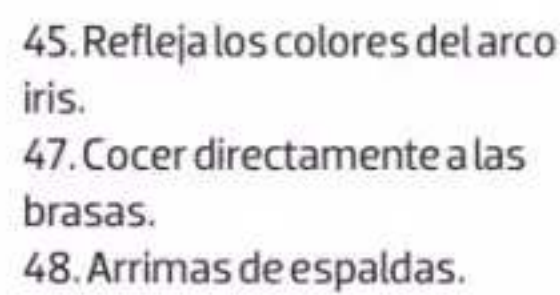 45. Refleja los colores del arco
iris.
47. Cocer directamente a las
brasas.
48. Arrimas de espaldas.